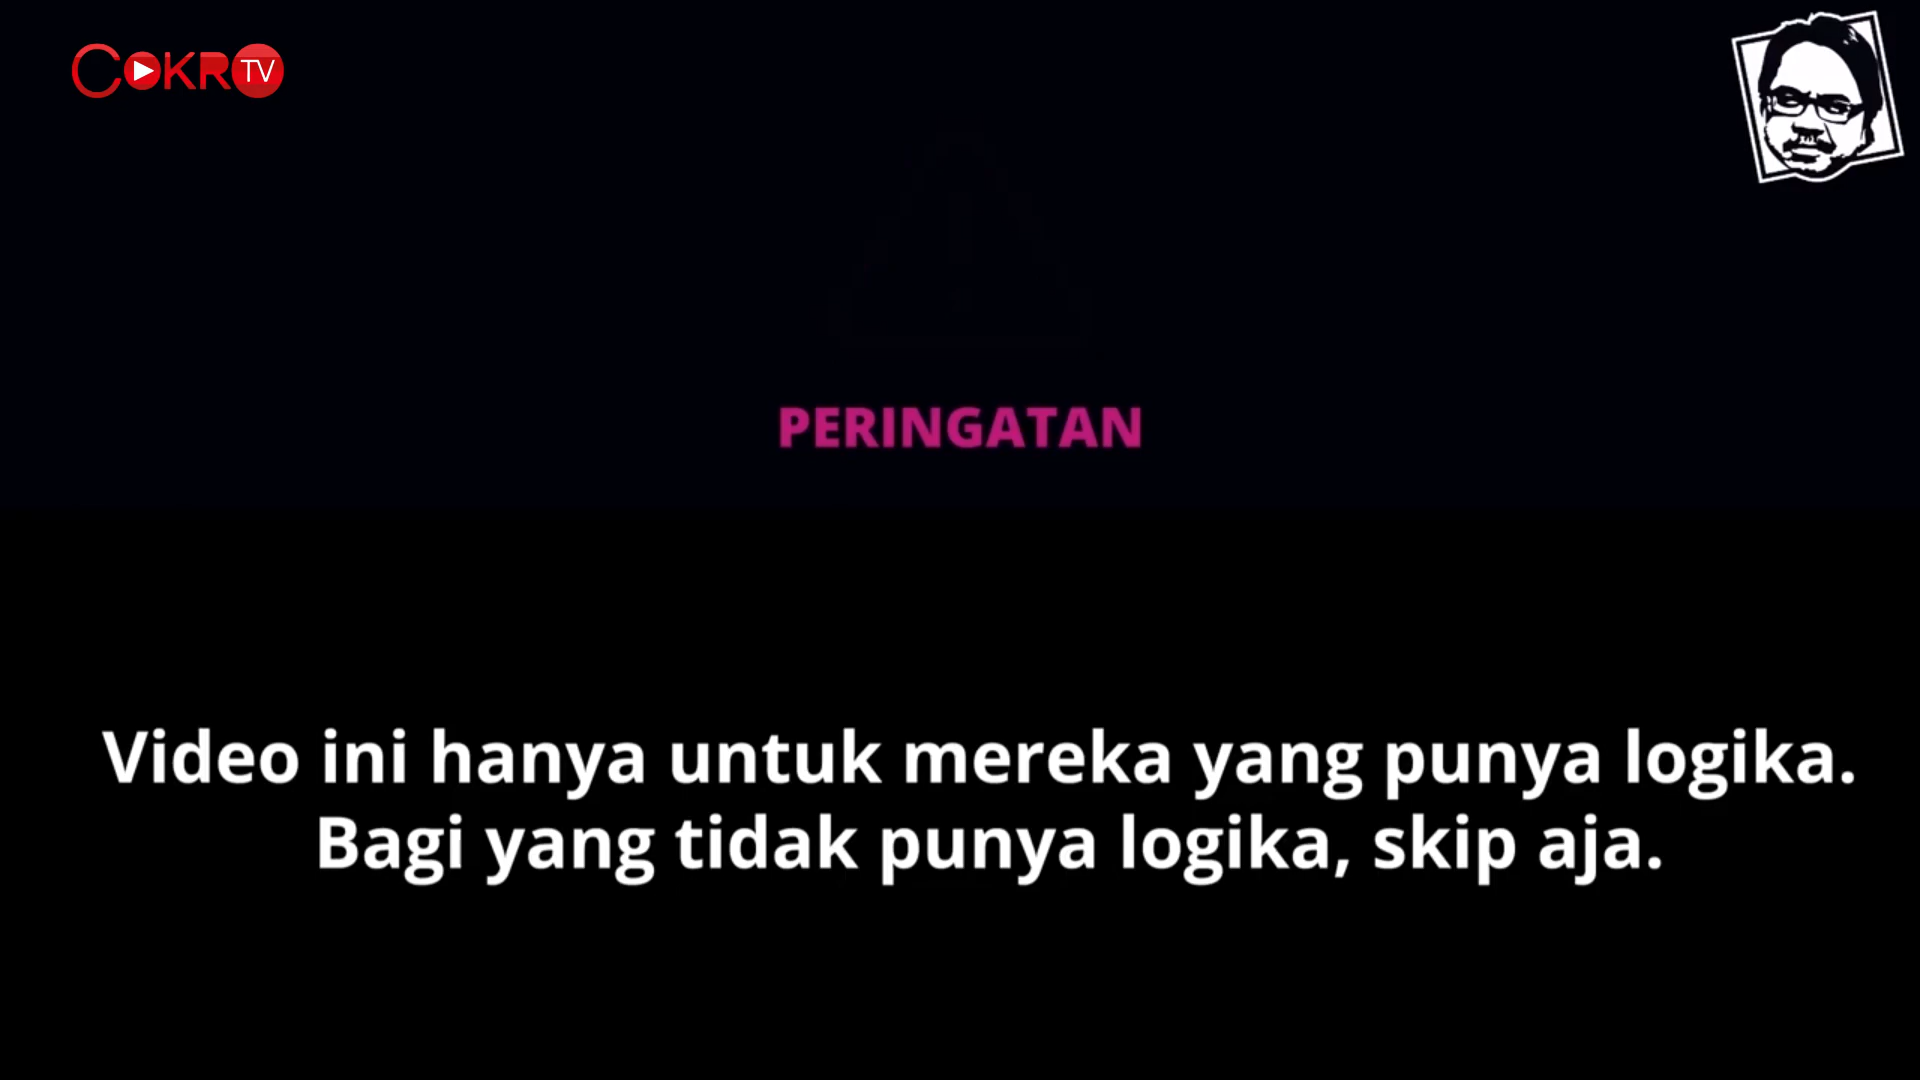 COKRO TV
PERINGATAN
Video ini hanya untuk mereka yang punya logika.
Bagi yang tidak punya logika, skip aja.